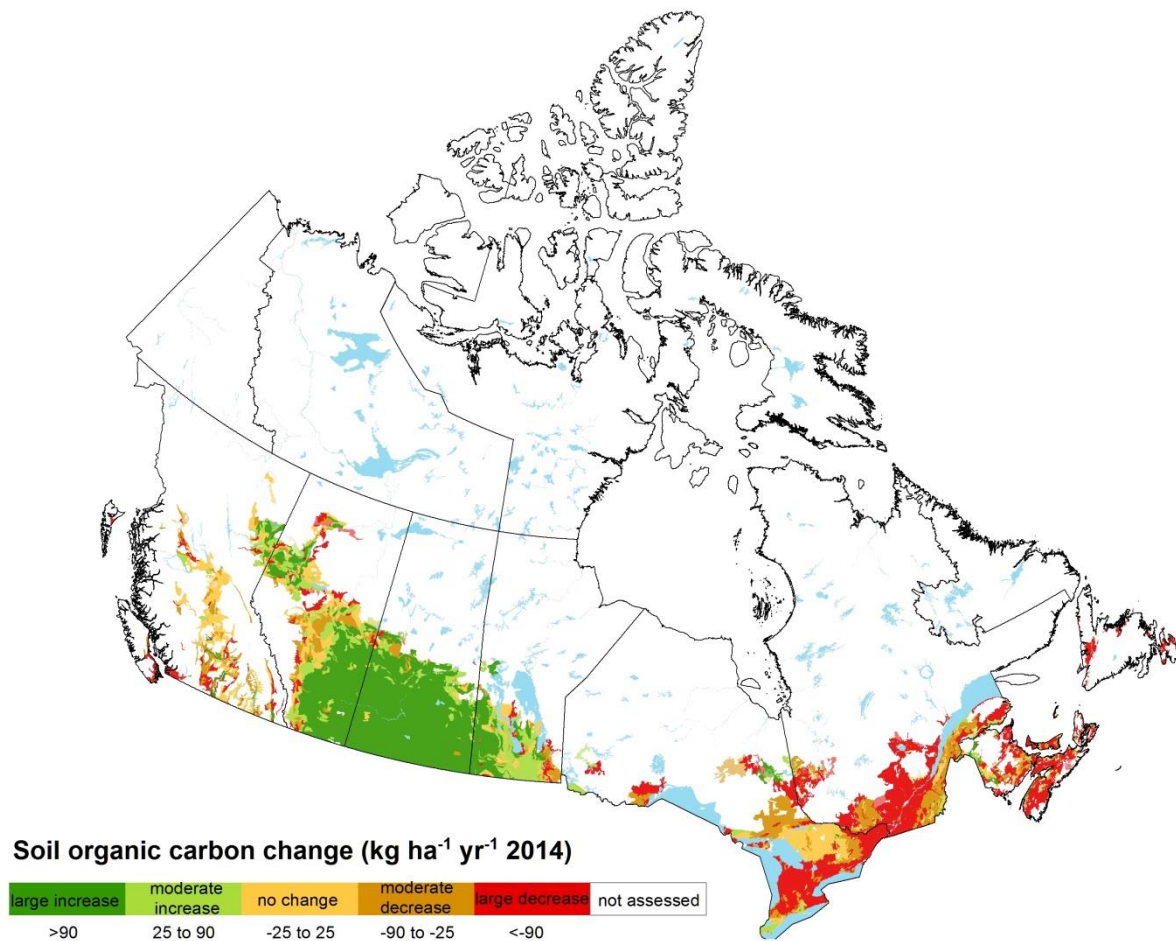 Soil organic carbon change (kg ha⁻¹ yr⁻¹ 2014)
large increase
moderate
increase
no change
moderate
decrease
large decrease
not assessed
>90
25 to 90
-25 to 25
-90 to -25
<-90